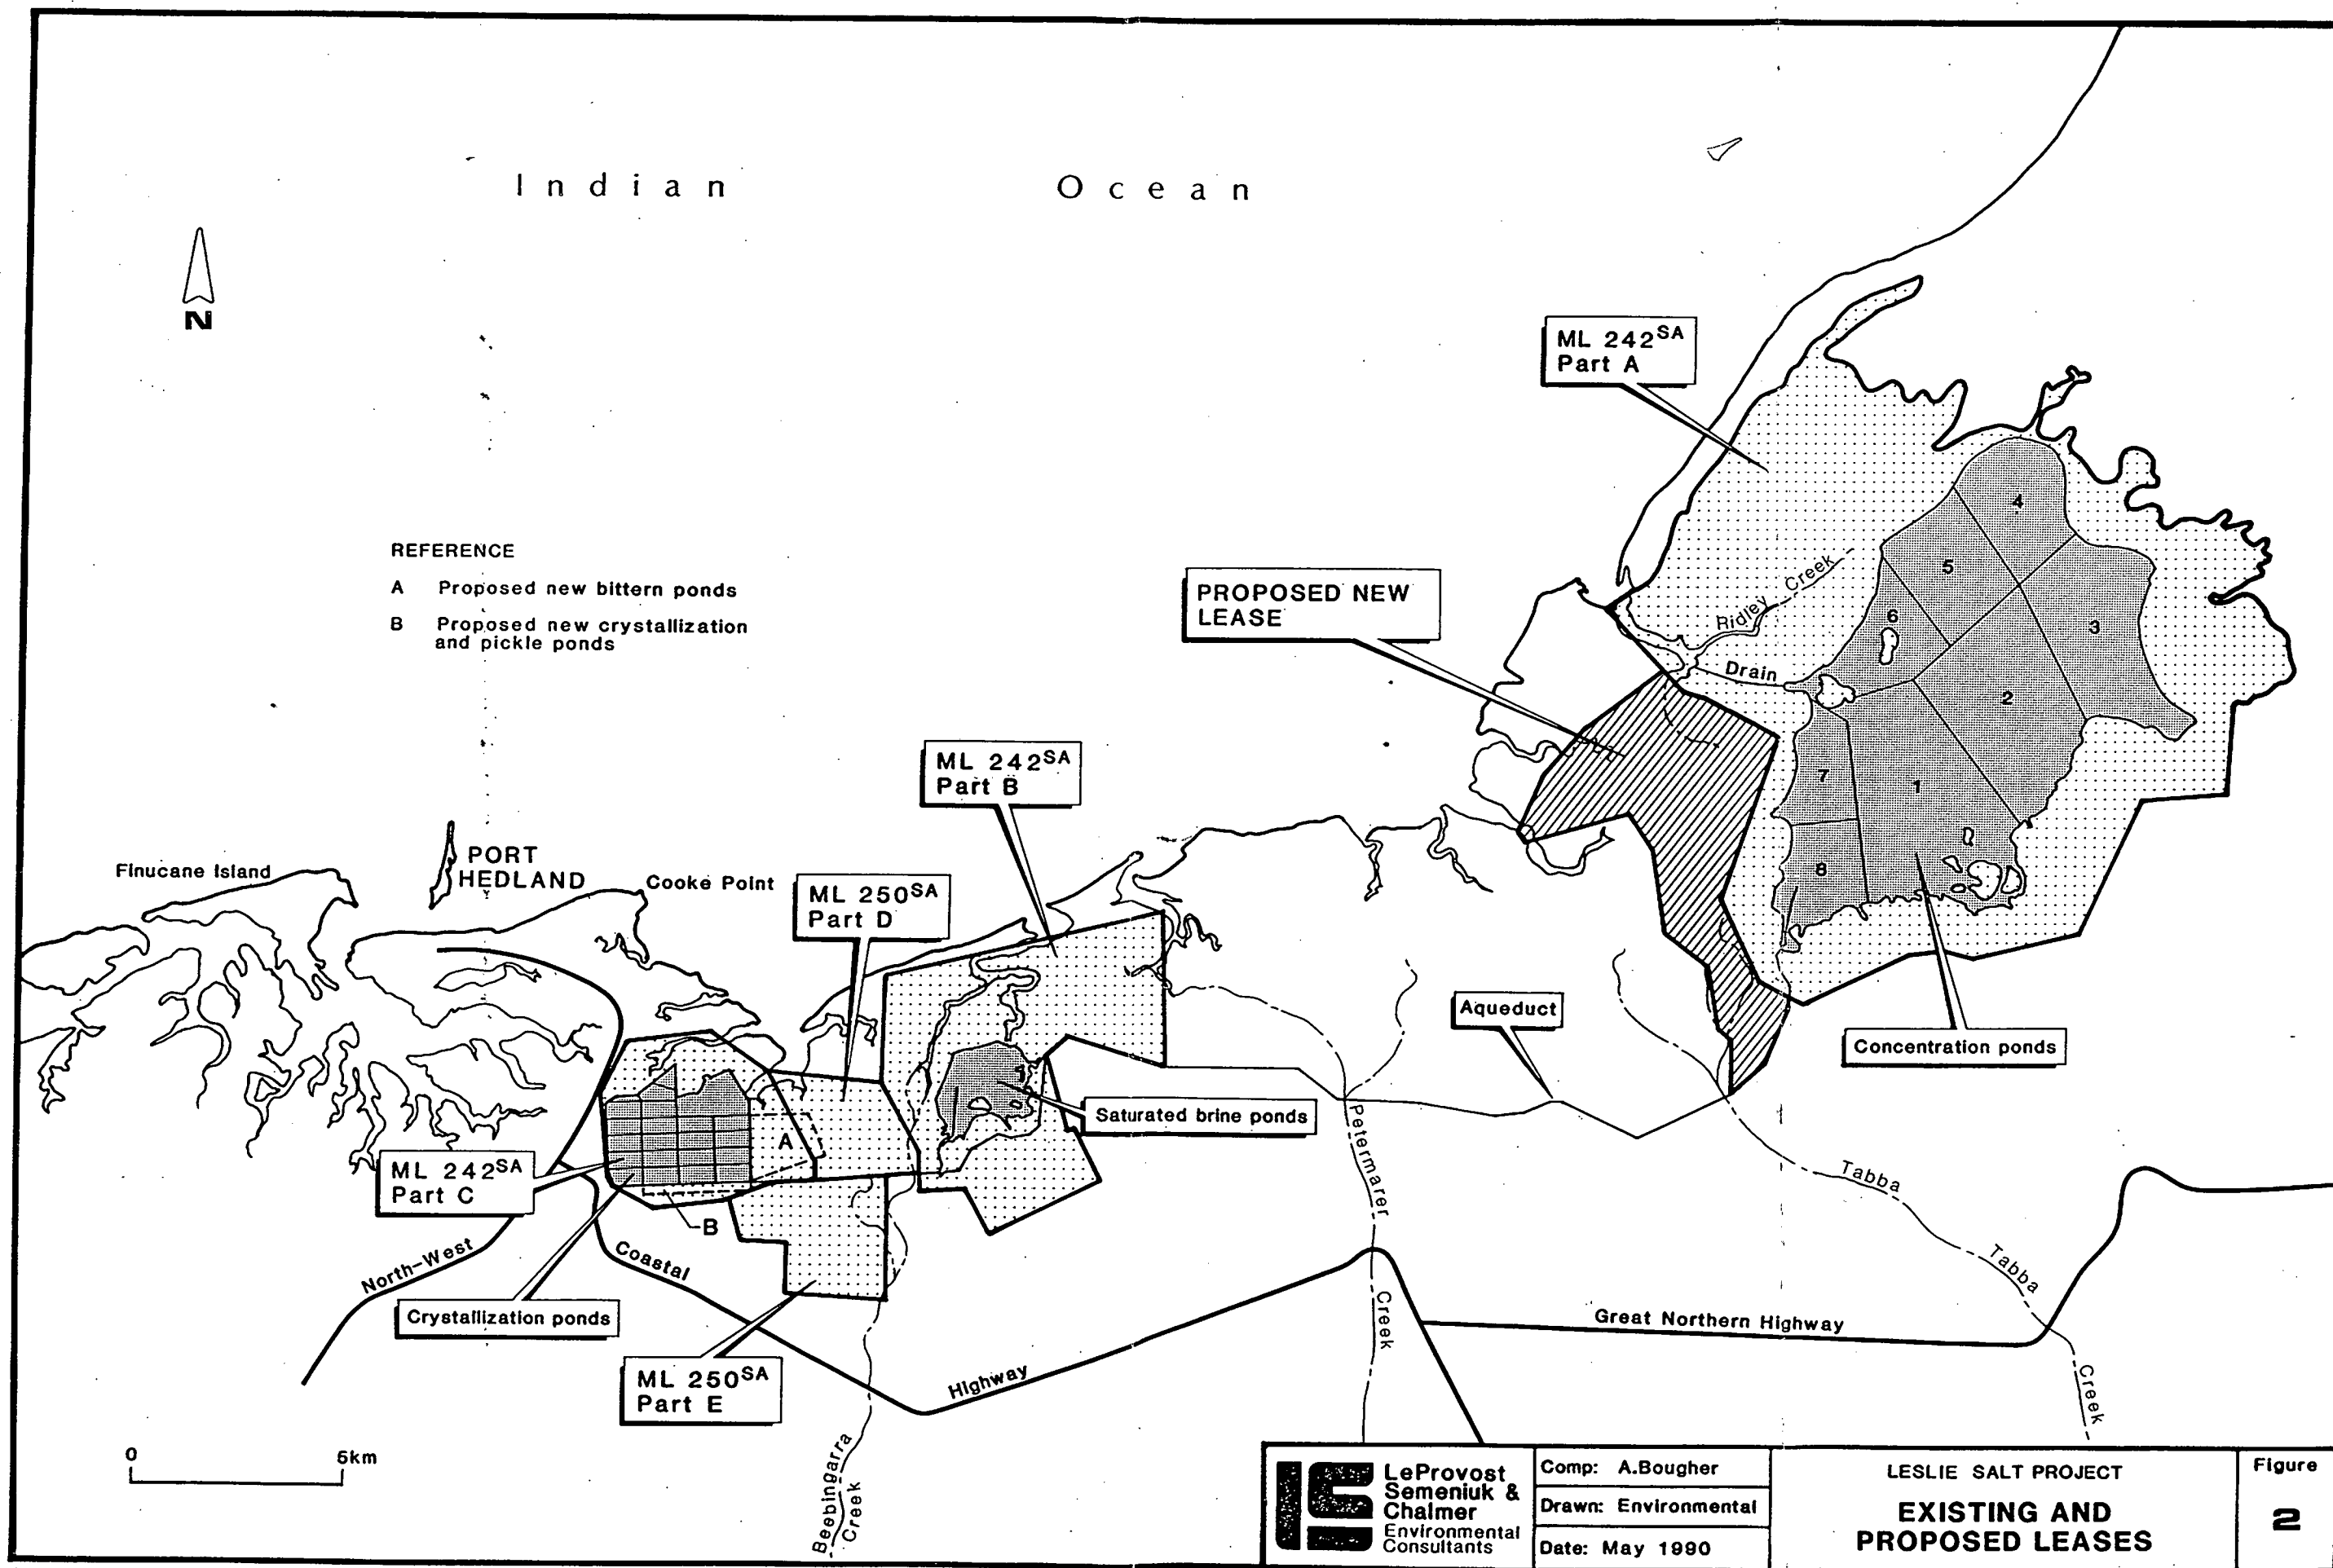 Indian Ocean
N
ML 242SA
Part A
REFERENCE
A Proposed new bittern ponds
B Proposed new crystallization
and pickle ponds
PROPOSED NEW
LEASE
Ridley Creek
Drain
4
5
6
3
2
7
1
8
ML 242SA
Part B
PORT
HEDLAND
Finucane Island
Cooke Point
ML 250SA
Part D
Aqueduct
Concentration ponds
Saturated brine ponds
A
ML 242SA
Part C
B
Petermarer
Creek
Tabba
Tabba
Creek
North-West
Coastal
Highway
Crystallization ponds
Great Northern Highway
ML 250SA
Part E
Beebingarra
Creek
0 5km
LeProvost
Semeniuk &
Chalmer
Environmental
Consultants
Comp: A.Bougher
Drawn: Environmental
Date: May 1990
LESLIE SALT PROJECT
EXISTING AND
PROPOSED LEASES
Figure
2